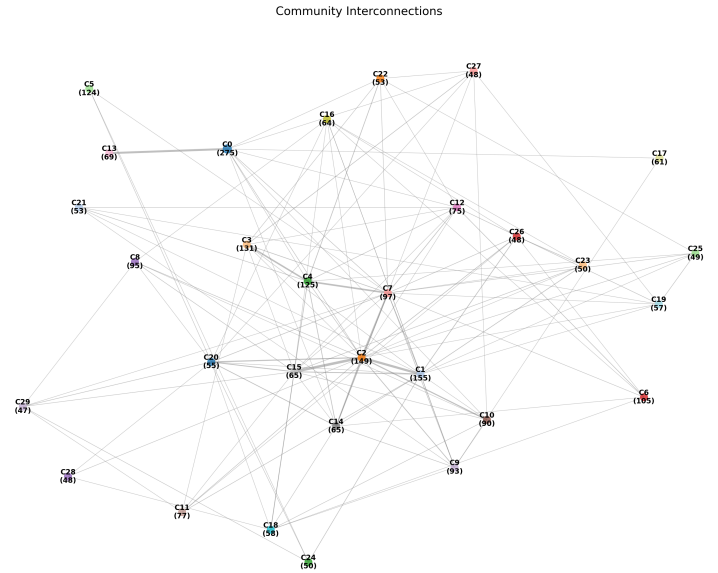 Community Interconnections
C27
(48)
C22
(53)
C5
(124)
C16
(64)
C13
(69)
C0
(275)
C17
(61)
C21
(53)
C12
(75)
C26
(48)
C3
(131)
C25
(49)
C8
(95)
C23
(50)
C4
(125)
C7
(97)
C19
(57)
C20
(55)
C2
(149)
C15
(65)
C1
(155)
C6
(105)
C29
(47)
C10
(90)
C14
(65)
C9
(93)
C28
(48)
C11
(77)
C18
(58)
C24
(50)